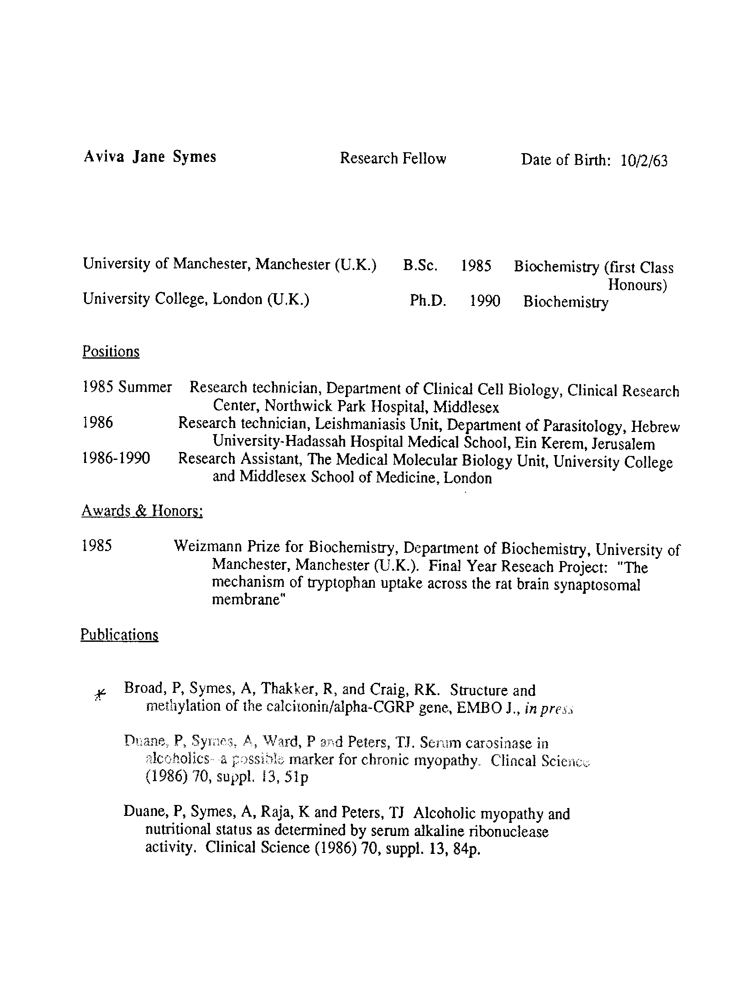 Aviva Jane Symes Research Fellow Date of Birth: 10/2/63
University of Manchester, Manchester (U.K.) B.Sc. 1985 Biochemistry (first Class
Honours)
University College, London (U.K.) Ph.D. 1990 Biochemistry
Positions
1985 Summer Research technician, Department of Clinical Cell Biology, Clinical Research
Center, Northwick Park Hospital, Middlesex
1986 Research technician, Leishmaniasis Unit, Department of Parasitology, Hebrew
University-Hadassah Hospital Medical School, Ein Kerem, Jerusalem
1986-1990 Research Assistant, The Medical Molecular Biology Unit, University College
and Middlesex School of Medicine, London
Awards & Honors:
1985 Weizmann Prize for Biochemistry, Department of Biochemistry, University of
Manchester, Manchester (U.K.). Final Year Reseach Project: "The
mechanism of tryptophan uptake across the rat brain synaptosomal
membrane"
Publications
* Broad, P, Symes, A, Thakker, R, and Craig, RK. Structure and
methylation of the calcitonin/alpha-CGRP gene, EMBO J., in press
Duane, P, Symes, A, Ward, P and Peters, TJ. Serum carosinase in
alcoholics- a possible marker for chronic myopathy. Clincal Science
(1986) 70, suppl. 13, 51p
Duane, P, Symes, A, Raja, K and Peters, TJ Alcoholic myopathy and
nutritional status as determined by serum alkaline ribonuclease
activity. Clinical Science (1986) 70, suppl. 13, 84p.